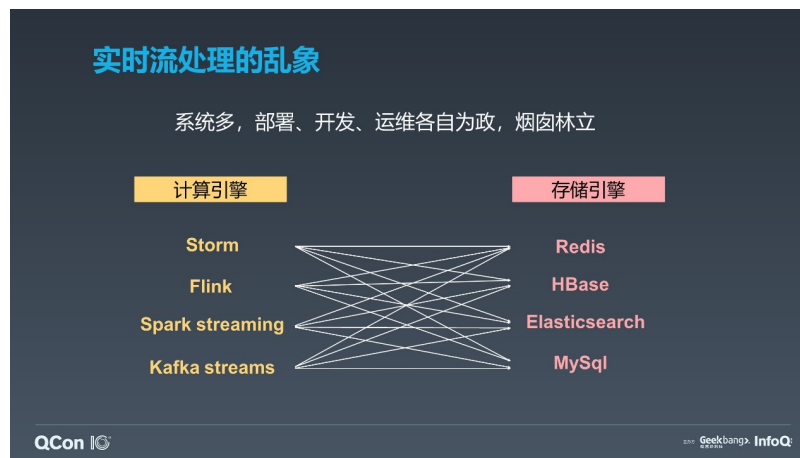 实时流处理的乱象
系统多，部署、开发、运维各自为政，烟囱林立
计算引擎
存储引擎
Storm
Redis
Flink
HBase
Spark streaming
Elasticsearch
Kafka streams
MySql
QCon 10
Geekbang>. InfoQ